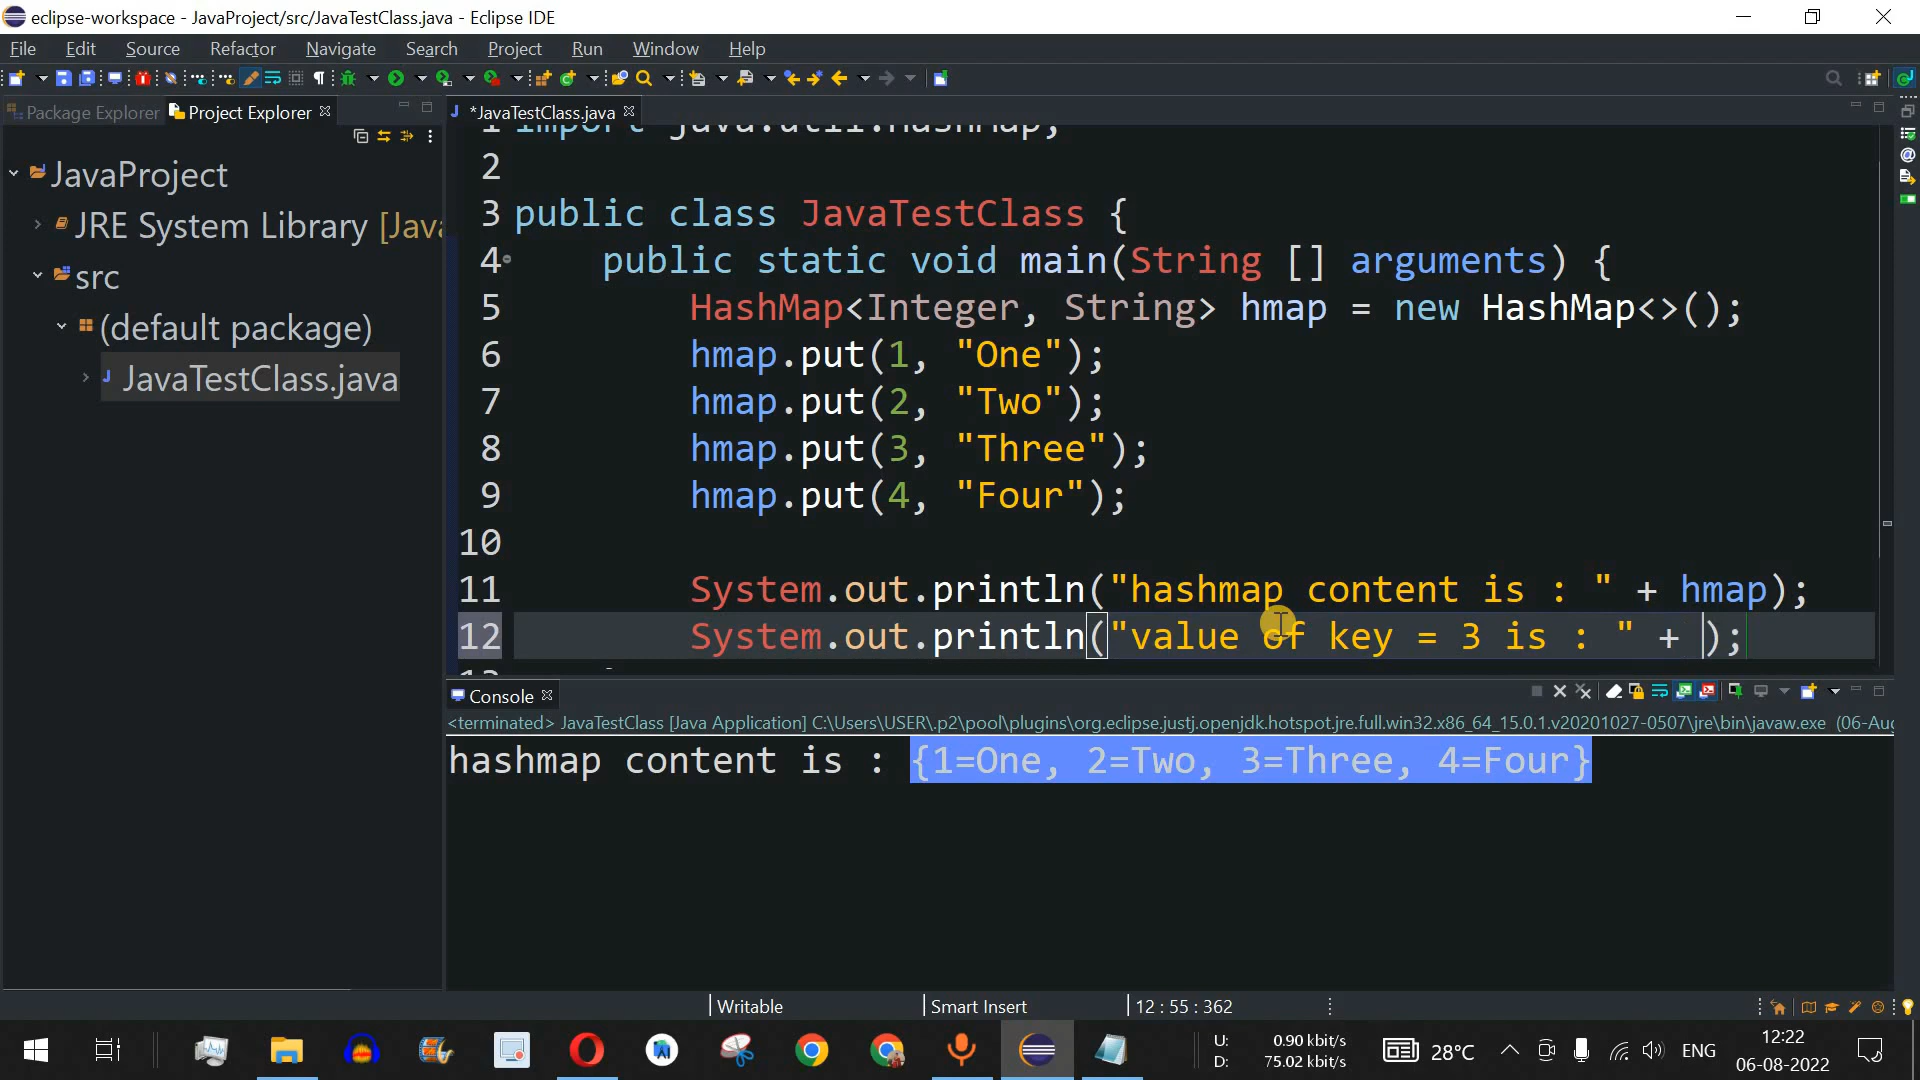 eclipse-workspace - JavaProject/src/JavaTestClass.java - Eclipse IDE
File Edit Source Refactor Navigate Search Project Run Window Help
Package Explorer Project Explorer *JavaTestClass.java
1 import java.util.HashMap;
2
JavaProject
3 public class JavaTestClass {
JRE System Library [Java
4 public static void main(String [] arguments) {
src
5 HashMap<Integer, String> hmap = new HashMap<>();
(default package)
6 hmap.put(1, "One");
JavaTestClass.java
7 hmap.put(2, "Two");
8 hmap.put(3, "Three");
9 hmap.put(4, "Four");
10
11 System.out.println("hashmap content is : " + hmap);
12 System.out.println("value of key = 3 is : " + );
Console
<terminated> JavaTestClass [Java Application] C:\Users\USER\.p2\pool\plugins\org.eclipse.justj.openjdk.hotspot.jre.full.win32.x86_64_15.0.1.v20201027-0507\jre\bin\javaw.exe (06-Aug
hashmap content is : {1=One, 2=Two, 3=Three, 4=Four}
Writable Smart Insert 12 : 55 : 362
U: 0.90 kbit/s
D: 75.02 kbit/s
28°C ENG
12:22
06-08-2022